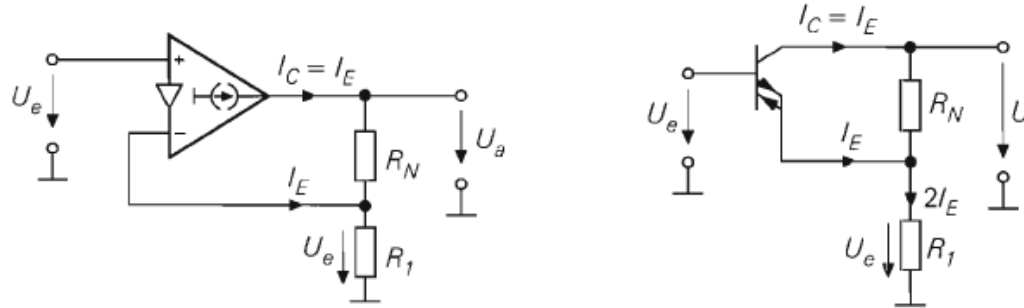 I_C = I_E
+
−
U_e
R_N
U_a
I_E
U_e
R_1
I_C = I_E
U_e
R_N
U
I_E
2I_E
U_e
R_1